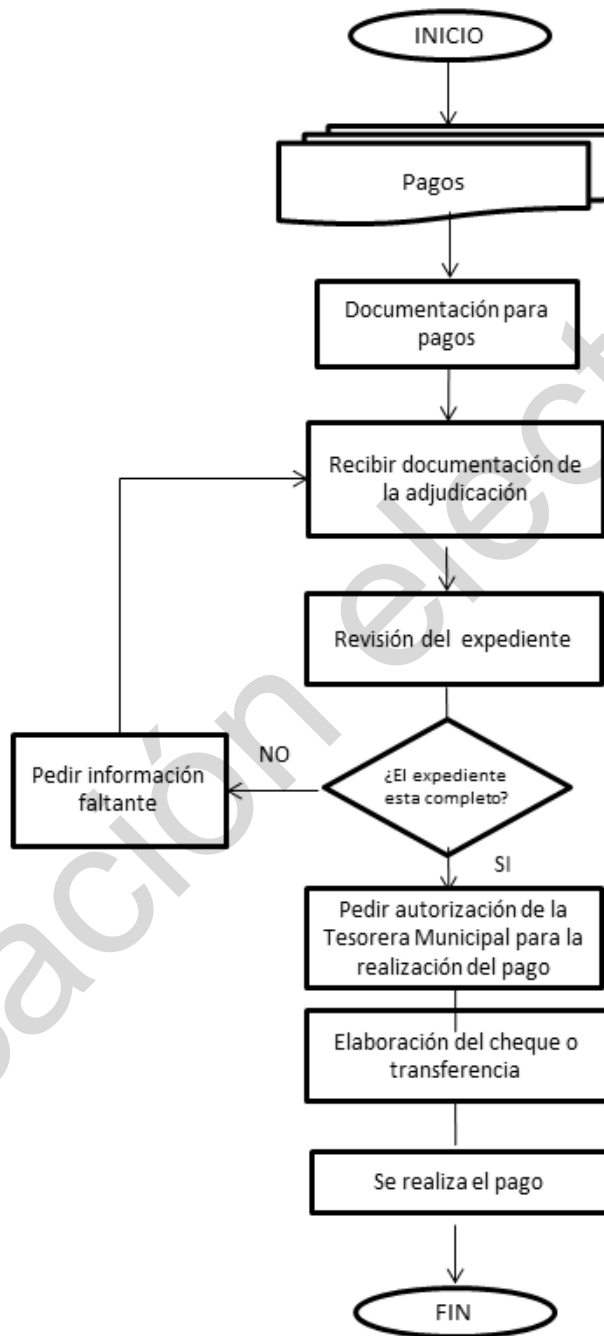 INICIO
Pagos
Documentación para
pagos
Recibir documentación de
la adjudicación
Revisión del expediente
¿El expediente
esta completo?
NO
Pedir información
faltante
SI
Pedir autorización de la
Tesorera Municipal para la
realización del pago
Elaboración del cheque o
transferencia
Se realiza el pago
FIN